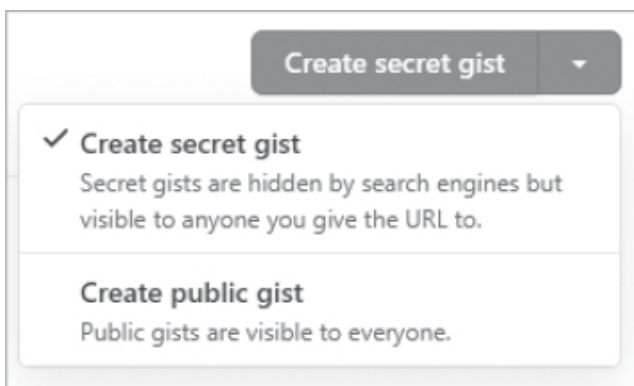 Create secret gist
Create secret gist
Secret gists are hidden by search engines but
visible to anyone you give the URL to.
Create public gist
Public gists are visible to everyone.